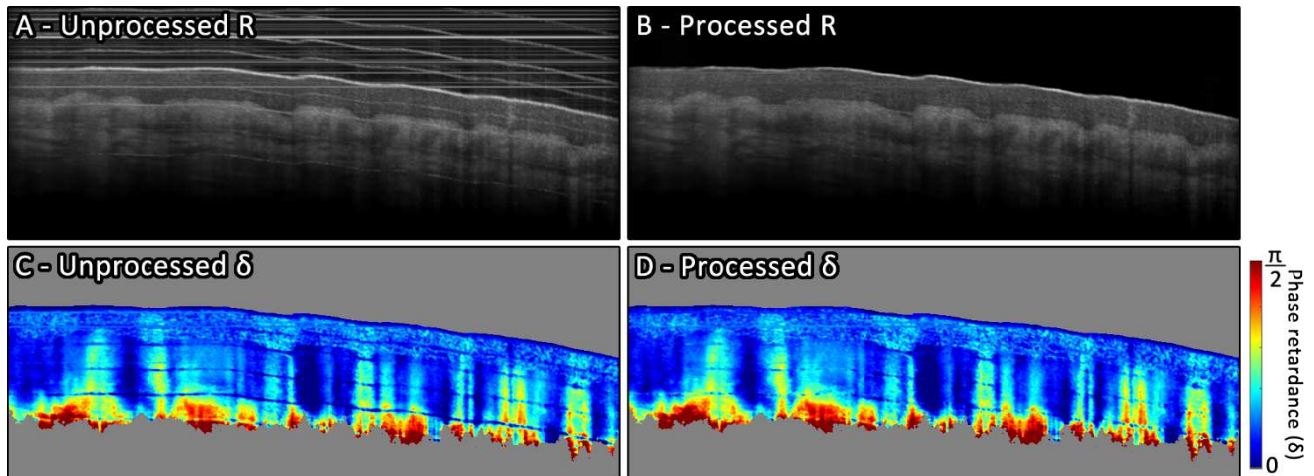 A - Unprocessed R
B - Processed R
C - Unprocessed δ
D - Processed δ
π
2
Phase retardance (δ)
0